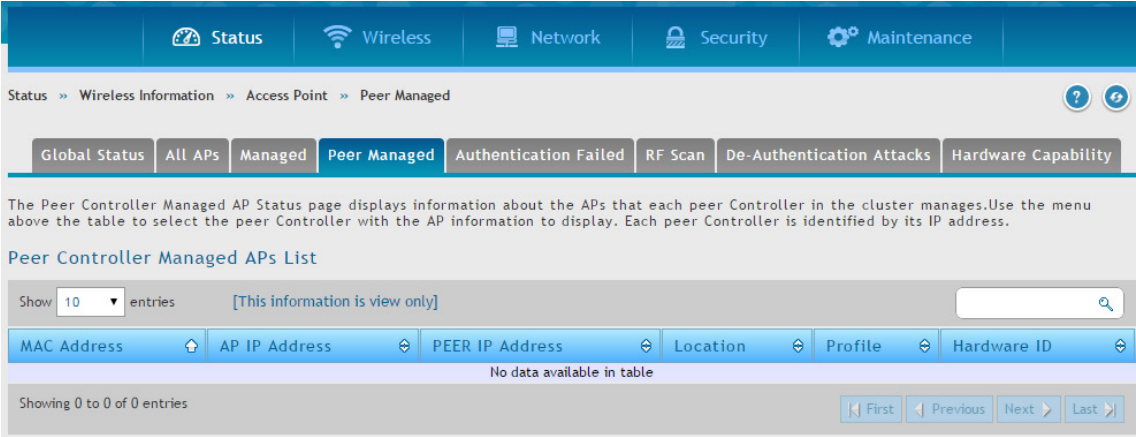 Status Wireless Network Security Maintenance
Status » Wireless Information » Access Point » Peer Managed
?
Global Status All APs Managed Peer Managed Authentication Failed RF Scan De-Authentication Attacks Hardware Capability
The Peer Controller Managed AP Status page displays information about the APs that each peer Controller in the cluster manages.Use the menu
above the table to select the peer Controller with the AP information to display. Each peer Controller is identified by its IP address.
Peer Controller Managed APs List
Show 10 entries [This information is view only]
MAC Address AP IP Address PEER IP Address Location Profile Hardware ID
No data available in table
Showing 0 to 0 of 0 entries First Previous Next Last